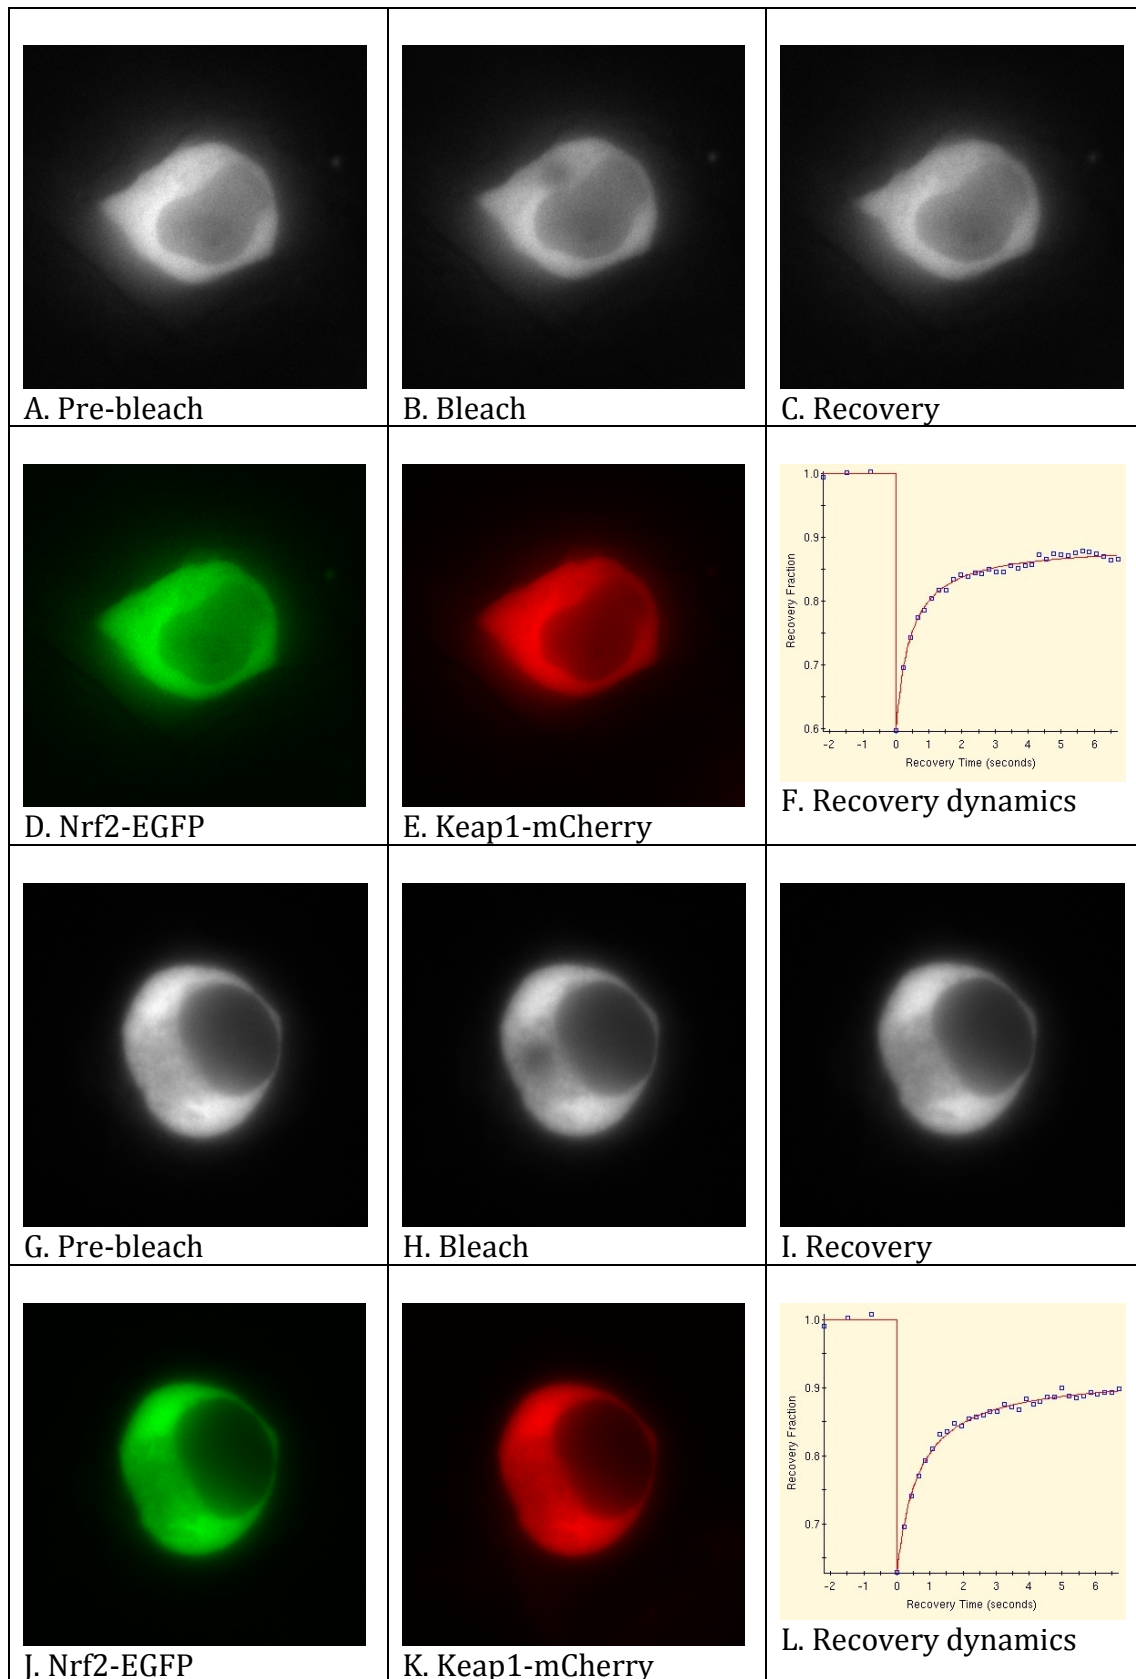 A. Pre-bleach
B. Bleach
C. Recovery
D. Nrf2-EGFP
E. Keap1-mCherry
1.0
0.9
0.8
0.7
0.6
Recovery Fraction
-2 -1 0 1 2 3 4 5 6
Recovery Time (seconds)
F. Recovery dynamics
G. Pre-bleach
H. Bleach
I. Recovery
J. Nrf2-EGFP
K. Keap1-mCherry
1.0
0.9
0.8
0.7
Recovery Fraction
-2 -1 0 1 2 3 4 5 6
Recovery Time (seconds)
L. Recovery dynamics